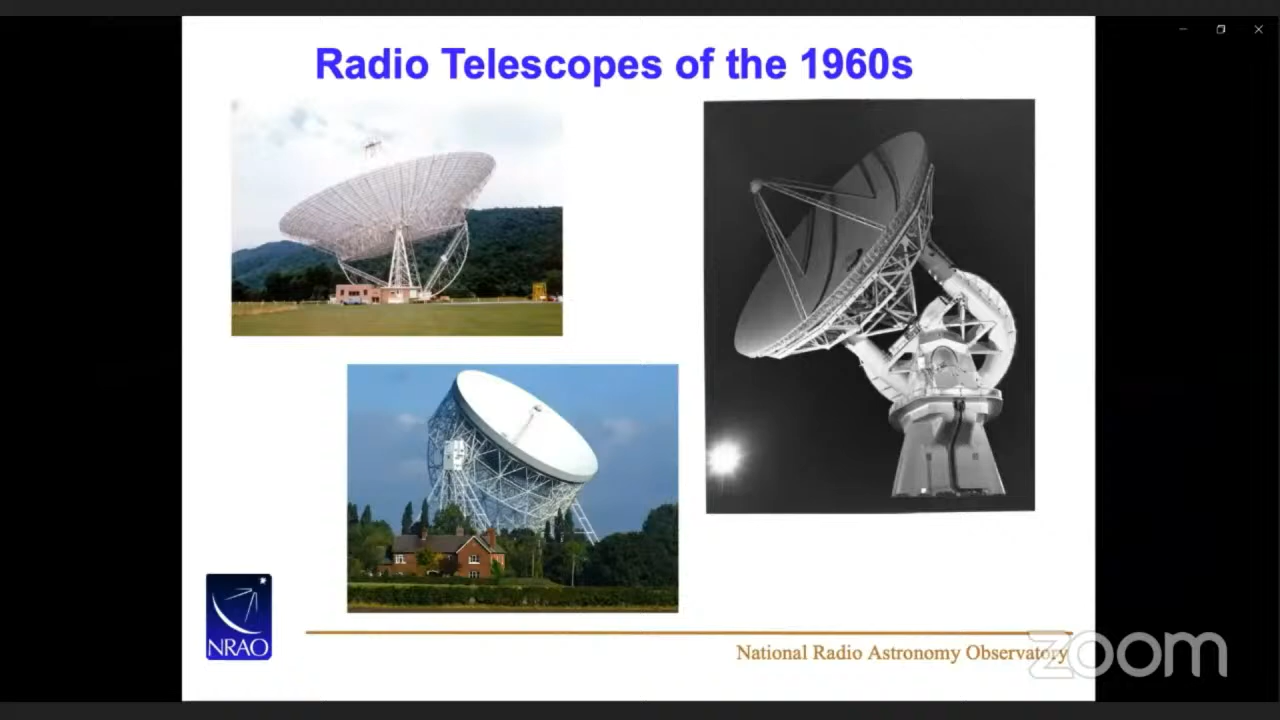 Radio Telescopes of the 1960s
NRAO
National Radio Astronomy Observatory
zoom